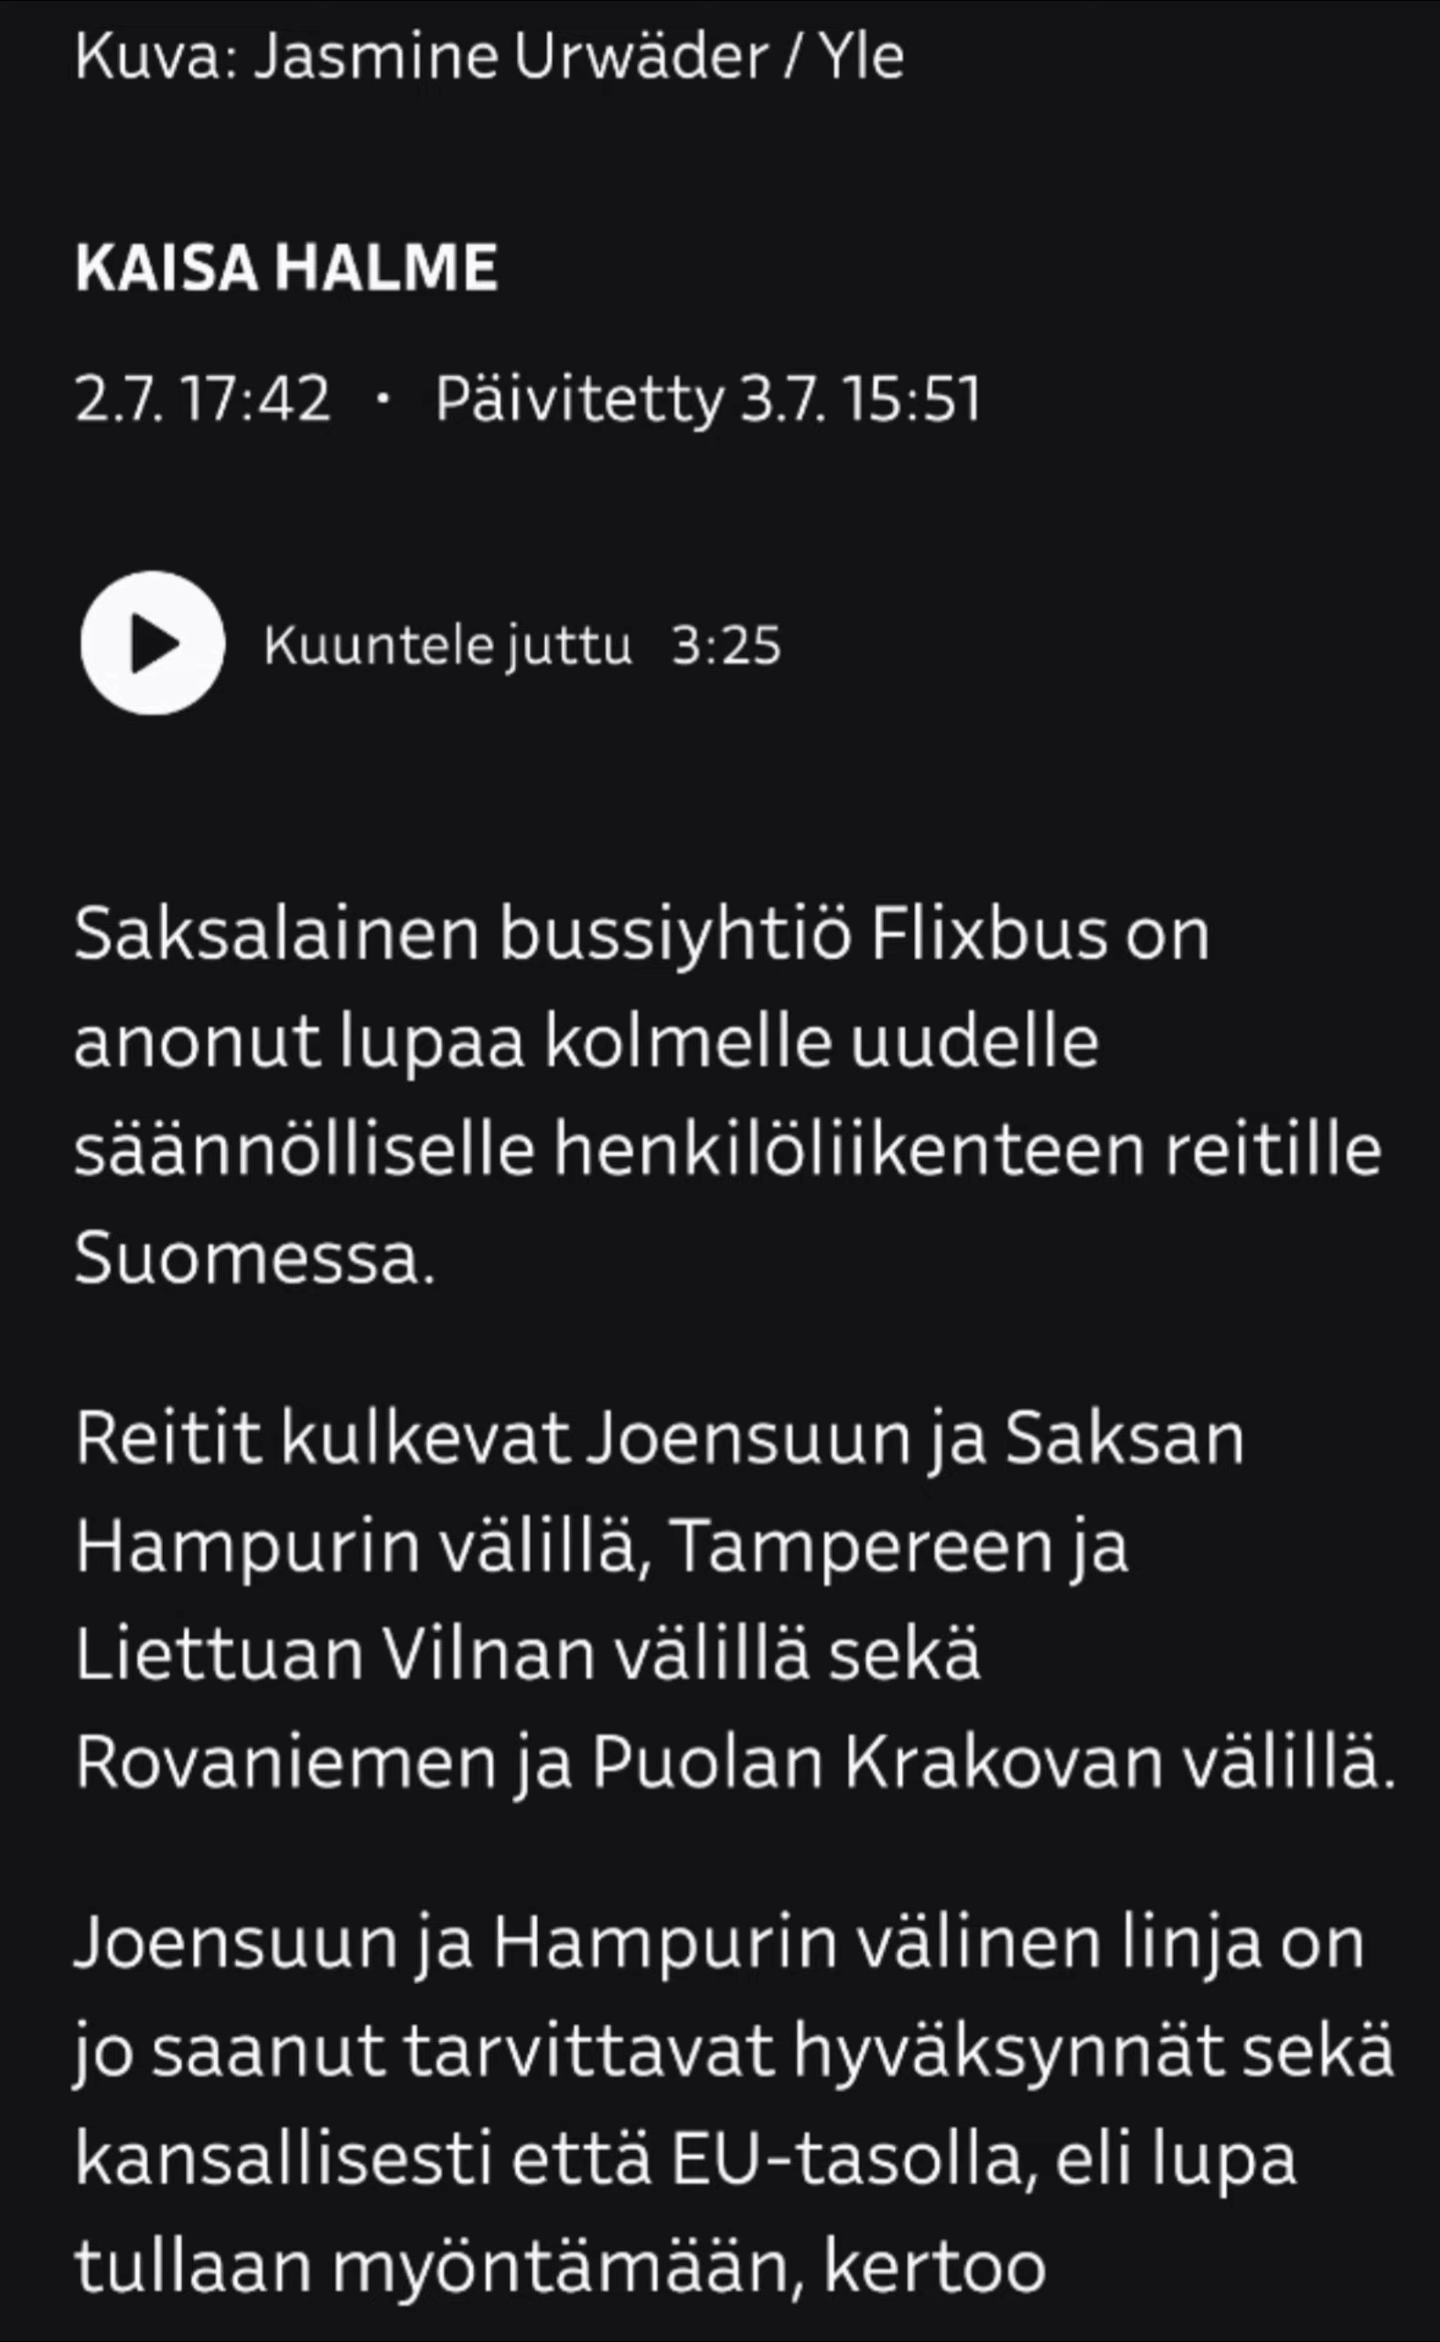 Kuva: Jasmine Urwäder / Yle
KAISA HALME
2.7. 17:42 · Päivitetty 3.7. 15:51
Kuuntele juttu 3:25
Saksalainen bussiyhtiö Flixbus on
anonut lupaa kolmelle uudelle
säännölliselle henkilöliikenteen reitille
Suomessa.
Reitit kulkevat Joensuun ja Saksan
Hampurin välillä, Tampereen ja
Liettuan Vilnan välillä sekä
Rovaniemen ja Puolan Krakovan välillä.
Joensuun ja Hampurin välinen linja on
jo saanut tarvittavat hyväksynnät sekä
kansallisesti että EU-tasolla, eli lupa
tullaan myöntämään, kertoo